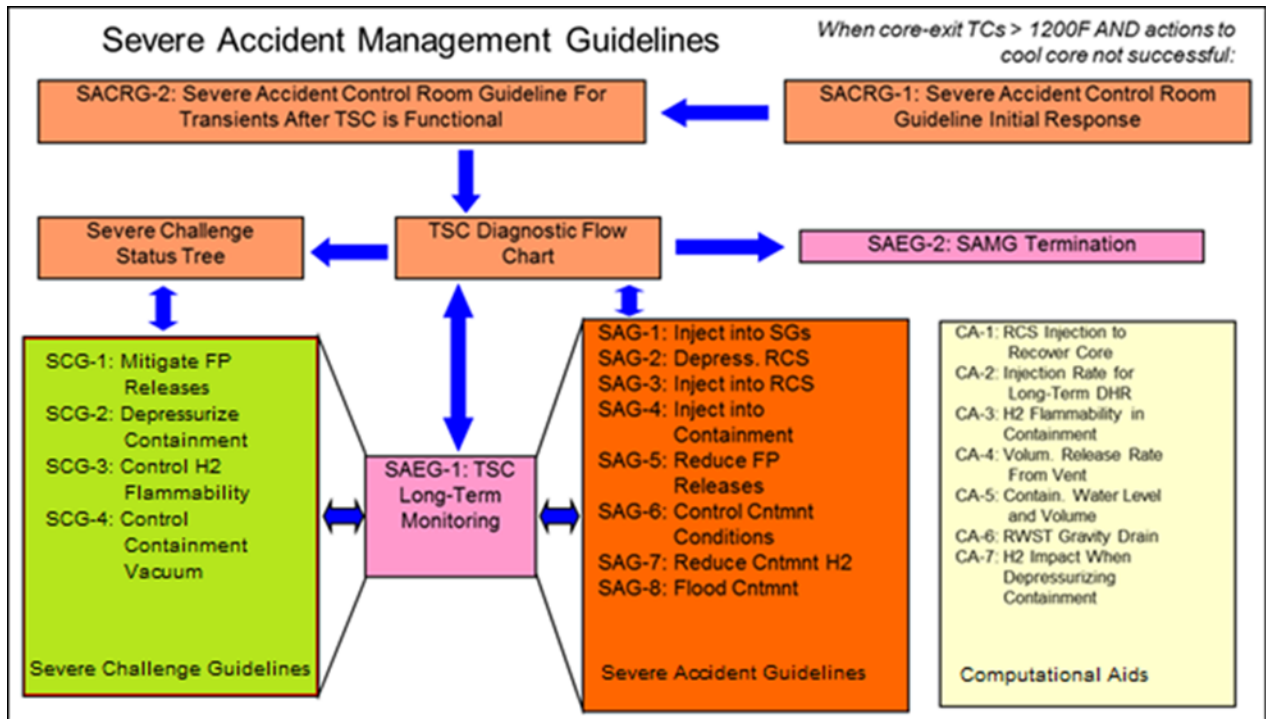 Severe Accident Management Guidelines
When core-exit TCs > 1200F AND actions to
cool core not successful:
SACRG-2: Severe Accident Control Room Guideline For
Transients After TSC is Functional
SACRG-1: Severe Accident Control Room
Guideline Initial Response
Severe Challenge
Status Tree
TSC Diagnostic Flow
Chart
SAEG-2: SAMG Termination
SCG-1: Mitigate FP
Releases
SCG-2: Depressurize
Containment
SCG-3: Control H2
Flammability
SCG-4: Control
Containment
Vacuum
Severe Challenge Guidelines
SAEG-1: TSC
Long-Term
Monitoring
SAG-1: Inject into SGs
SAG-2: Depress. RCS
SAG-3: Inject into RCS
SAG-4: Inject into
Containment
SAG-5: Reduce FP
Releases
SAG-6: Control Cntmnt
Conditions
SAG-7: Reduce Cntmnt H2
SAG-8: Flood Cntmnt
Severe Accident Guidelines
CA-1: RCS Injection to
Recover Core
CA-2: Injection Rate for
Long-Term DHR
CA-3: H2 Flammability in
Containment
CA-4: Volum. Release Rate
From Vent
CA-5: Contain. Water Level
and Volume
CA-6: RWST Gravity Drain
CA-7: H2 Impact When
Depressurizing
Containment
Computational Aids